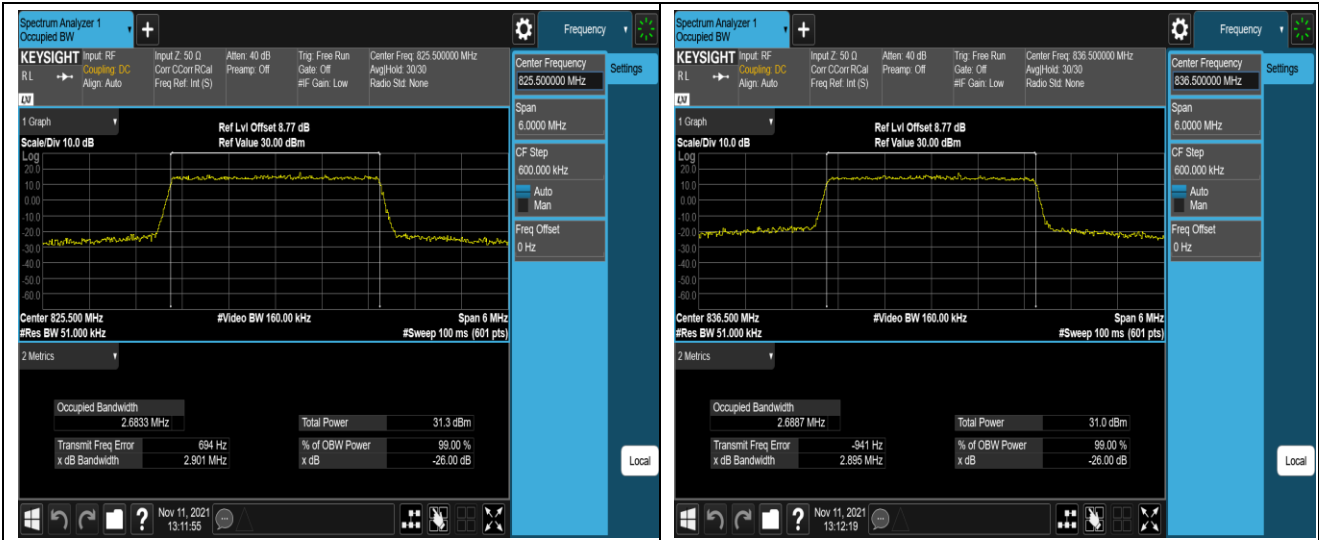 Spectrum Analyzer 1
Occupied BW
+
Frequency
KEYSIGHT
R L
LXI
Input: RF
Coupling: DC
Align: Auto
Input Z: 50 Ω
Corr CCorr RCal
Freq Ref: Int (S)
Atten: 40 dB
Preamp: Off
Trig: Free Run
Gate: Off
#IF Gain: Low
Center Freq: 825.500000 MHz
Avg|Hold: 30/30
Radio Std: None
Center Frequency
825.500000 MHz
Settings
Span
6.0000 MHz
CF Step
600.000 kHz
Auto
Man
Freq Offset
0 Hz
1 Graph
Ref Lvl Offset 8.77 dB
Scale/Div 10.0 dB
Ref Value 30.00 dBm
Log
20.0
10.0
0.00
-10.0
-20.0
-30.0
-40.0
-50.0
-60.0
Center 825.500 MHz
#Video BW 160.00 kHz
Span 6 MHz
#Res BW 51.000 kHz
#Sweep 100 ms (601 pts)
2 Metrics
Occupied Bandwidth
2.6833 MHz
Total Power 31.3 dBm
Transmit Freq Error 694 Hz
% of OBW Power 99.00 %
x dB Bandwidth 2.901 MHz
x dB -26.00 dB
Local
?
Nov 11, 2021
13:11:55
Spectrum Analyzer 1
Occupied BW
+
Frequency
KEYSIGHT
R L
LXI
Input: RF
Coupling: DC
Align: Auto
Input Z: 50 Ω
Corr CCorr RCal
Freq Ref: Int (S)
Atten: 40 dB
Preamp: Off
Trig: Free Run
Gate: Off
#IF Gain: Low
Center Freq: 836.500000 MHz
Avg|Hold: 30/30
Radio Std: None
Center Frequency
836.500000 MHz
Settings
Span
6.0000 MHz
CF Step
600.000 kHz
Auto
Man
Freq Offset
0 Hz
1 Graph
Ref Lvl Offset 8.77 dB
Scale/Div 10.0 dB
Ref Value 30.00 dBm
Log
20.0
10.0
0.00
-10.0
-20.0
-30.0
-40.0
-50.0
-60.0
Center 836.500 MHz
#Video BW 160.00 kHz
Span 6 MHz
#Res BW 51.000 kHz
#Sweep 100 ms (601 pts)
2 Metrics
Occupied Bandwidth
2.6887 MHz
Total Power 31.0 dBm
Transmit Freq Error -941 Hz
% of OBW Power 99.00 %
x dB Bandwidth 2.895 MHz
x dB -26.00 dB
Local
?
Nov 11, 2021
13:12:19